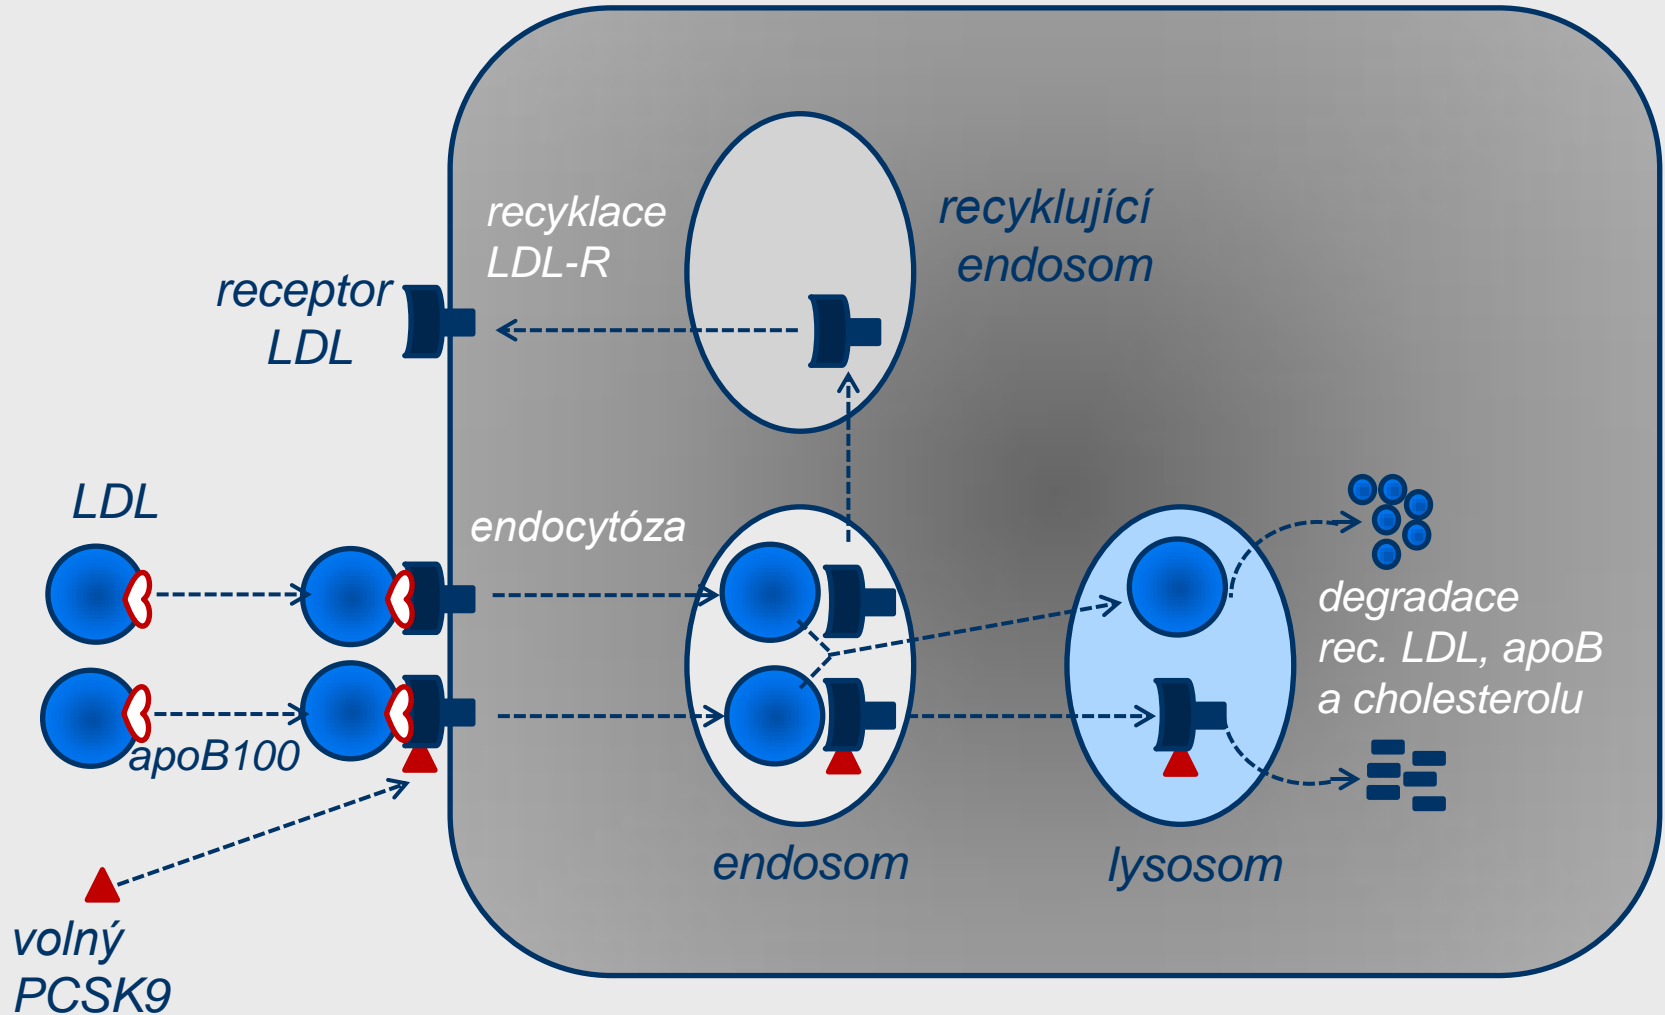 recyklace
LDL-R
recyklující
endosom
receptor
LDL
LDL
endocytóza
degradace
rec. LDL, apoB
a cholesterolu
apoB100
endosom
lysosom
volný
PCSK9